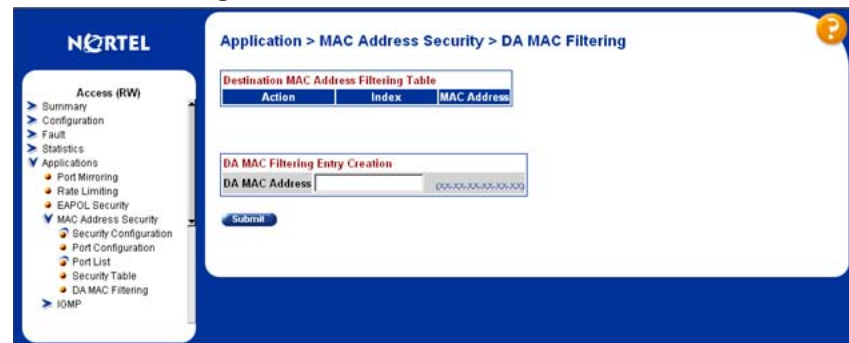 NORTEL
Application > MAC Address Security > DA MAC Filtering
?
Access (RW)
Summary
Configuration
Fault
Statistics
Applications
Port Mirroring
Rate Limiting
EAPOL Security
MAC Address Security
Security Configuration
Port Configuration
Port List
Security Table
DA MAC Filtering
IGMP
Destination MAC Address Filtering Table
Action Index MAC Address
DA MAC Filtering Entry Creation
DA MAC Address (XX-XX-XX-XX-XX-XX)
Submit